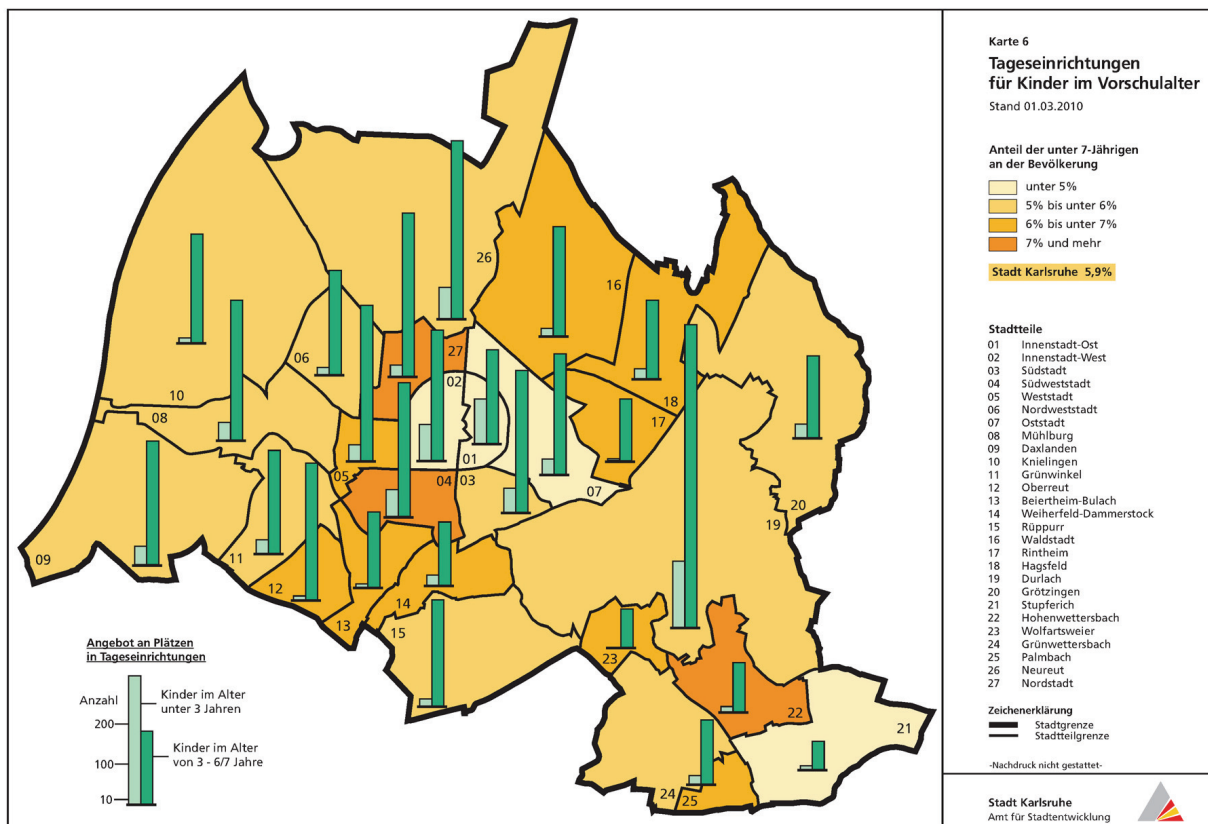 Karte 6
Tageseinrichtungen
für Kinder im Vorschulalter
Stand 01.03.2010
Anteil der unter 7-Jährigen
an der Bevölkerung
unter 5%
5% bis unter 6%
6% bis unter 7%
7% und mehr
Stadt Karlsruhe 5,9%
Stadtteile
01 Innenstadt-Ost
02 Innenstadt-West
03 Südstadt
04 Südweststadt
05 Weststadt
06 Nordweststadt
07 Oststadt
08 Mühlburg
09 Daxlanden
10 Knielingen
11 Grünwinkel
12 Oberreut
13 Beiertheim-Bulach
14 Weiherfeld-Dammerstock
15 Rüppurr
16 Waldstadt
17 Rintheim
18 Hagsfeld
19 Durlach
20 Grötzingen
21 Stupferich
22 Hohenwettersbach
23 Wolfartsweier
24 Grünwettersbach
25 Palmbach
26 Neureut
27 Nordstadt
Zeichenerklärung
Stadtgrenze
Stadtteilgrenze
-Nachdruck nicht gestattet-
Stadt Karlsruhe
Amt für Stadtentwicklung
26
16
06
27
02
10
08
18
17
01
05
04
03
07
20
19
09
11
12
14
13
15
23
22
21
24
25
Angebot an Plätzen
in Tageseinrichtungen
Anzahl
200
100
10
Kinder im Alter
unter 3 Jahren
Kinder im Alter
von 3 - 6/7 Jahre